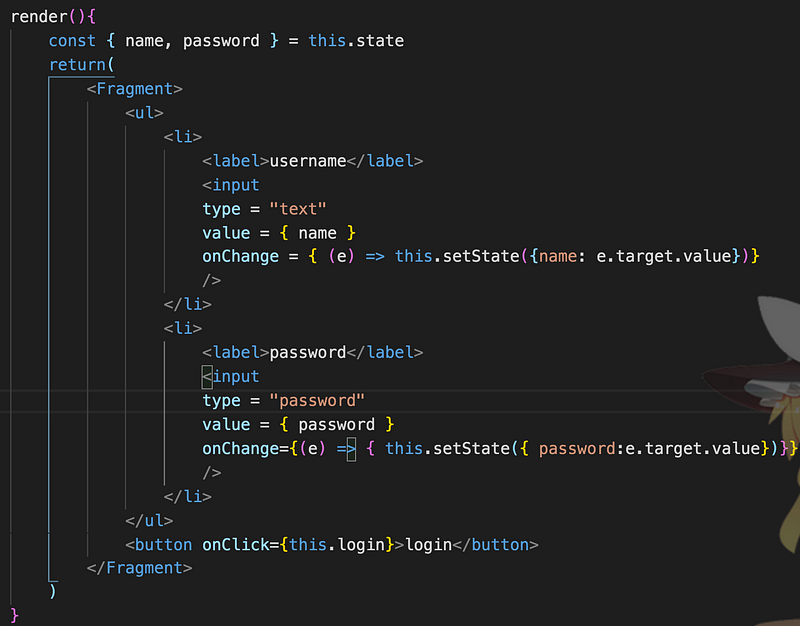 render(){
const { name, password } = this.state
return(
<Fragment>
<ul>
<li>
<label>username</label>
<input
type = "text"
value = { name }
onChange = { (e) => this.setState({name: e.target.value})}
/>
</li>
<li>
<label>password</label>
<input
type = "password"
value = { password }
onChange={(e) => { this.setState({ password:e.target.value})}}
/>
</li>
</ul>
<button onClick={this.login}>login</button>
</Fragment>
)
}